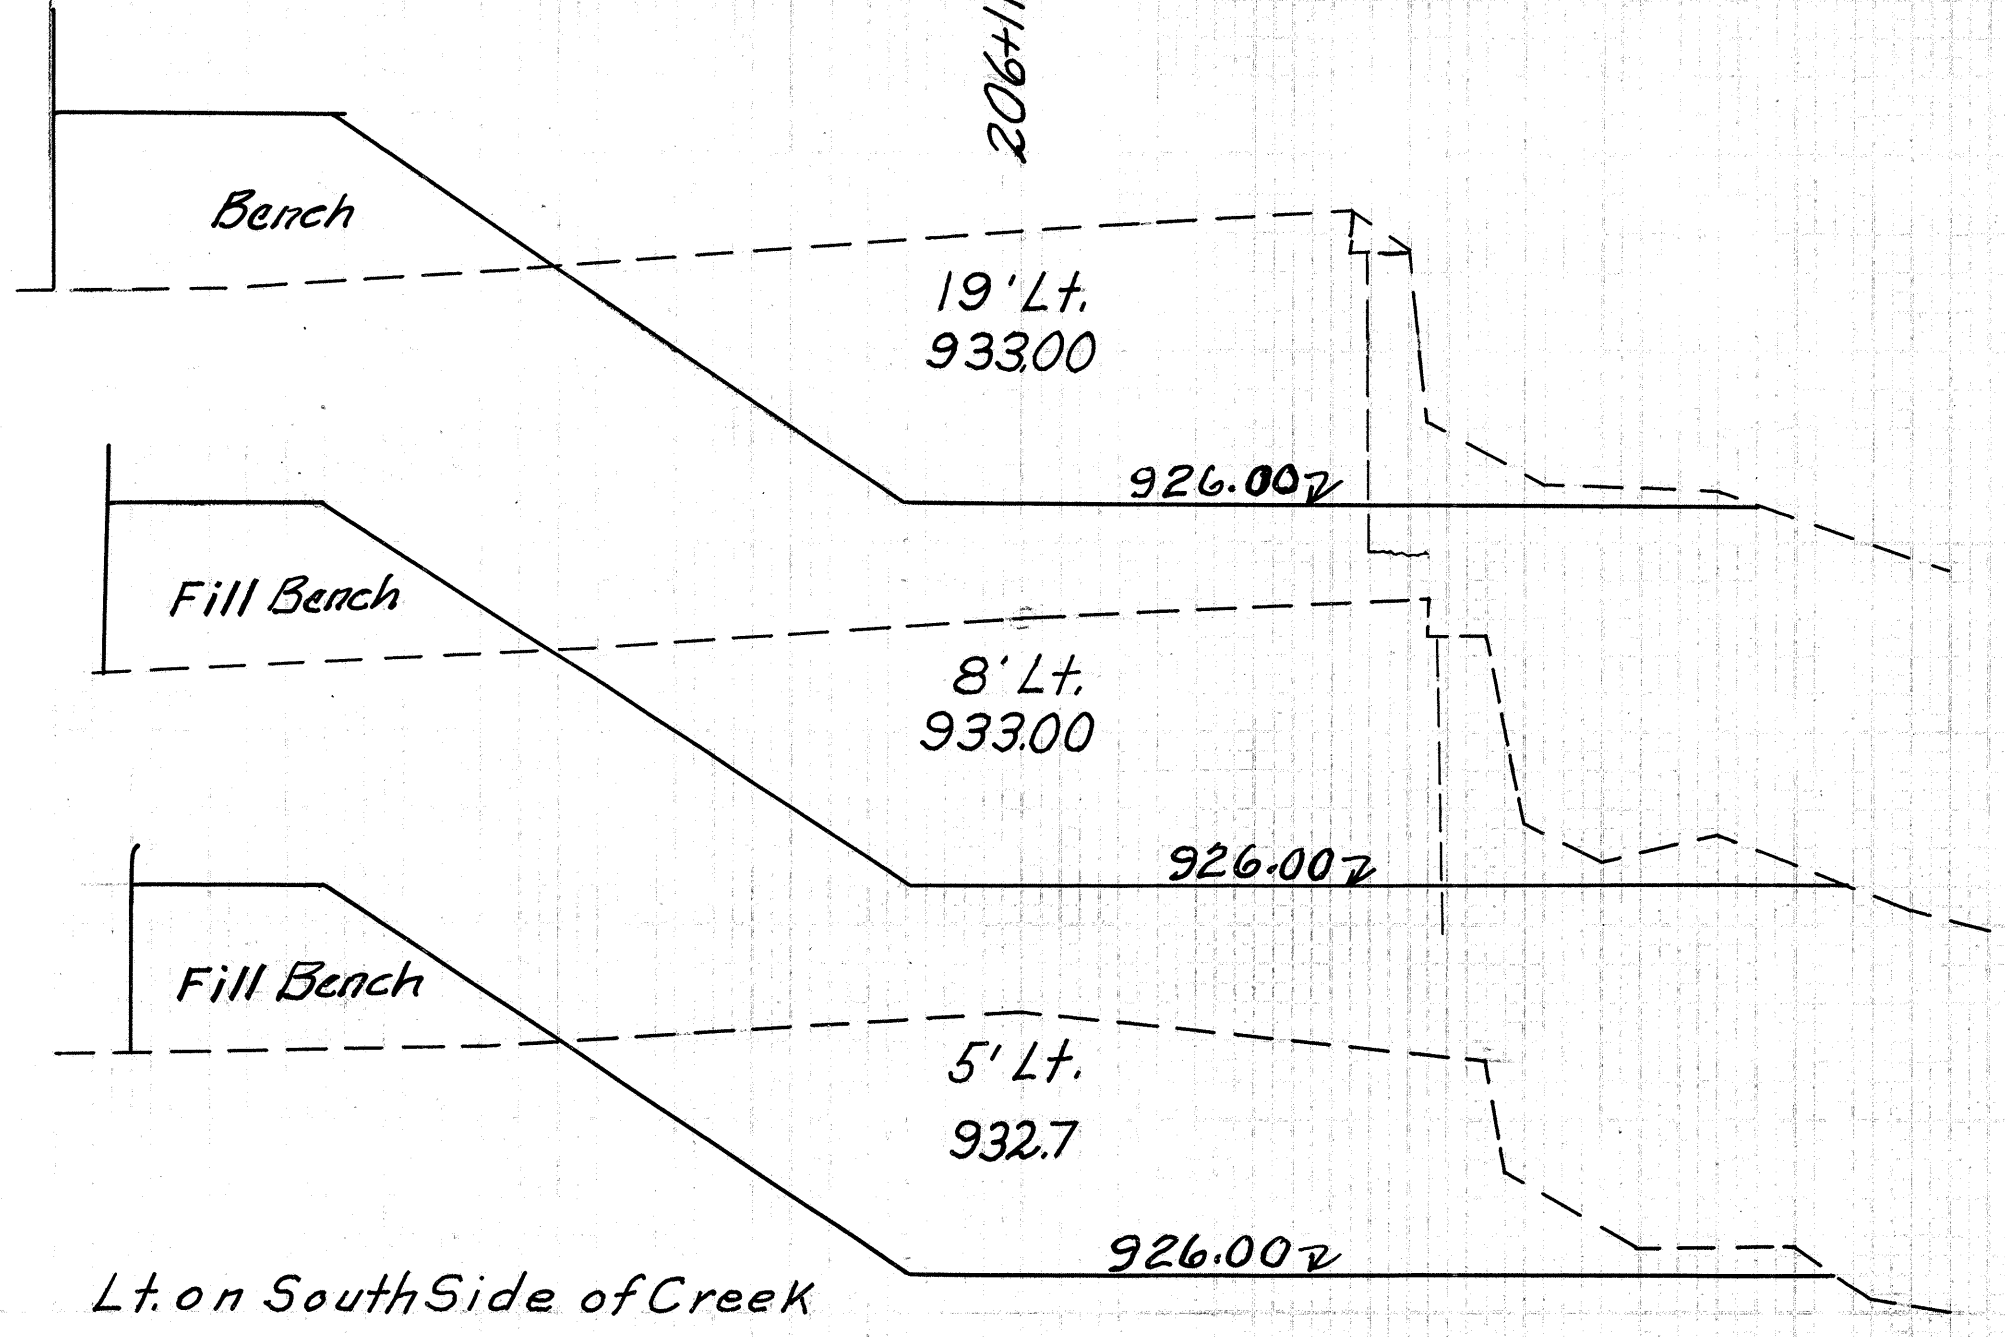 206+1
Bench
19' Lt.
933.00
926.00
Fill Bench
8' Lt.
933.00
926.00
Fill Bench
5' Lt.
932.7
926.00
Lt. on South Side of Creek